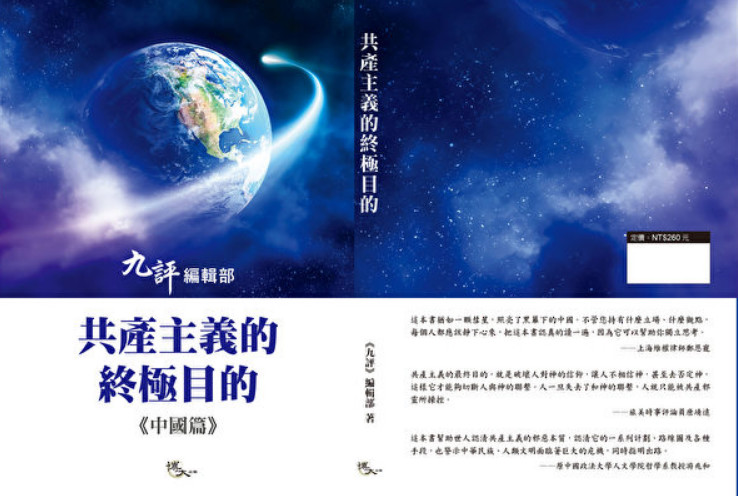 九評 編輯部
共產主義的
終極目的
《中國篇》
博大
共產主義的終極目的
《九評》編輯部 著
定價·NT$260 元
這本書猶如一顆彗星,照亮了黑幕下的中國。不管您持有什麼立場、什麼觀點,
每個人都應該靜下心來,把這本書認真的讀一遍,因為它可以幫助你獨立思考。
——上海維權律師鄭恩寵
共產主義的最終目的,就是破壞人對神的信仰,讓人不相信神,甚至去否定神,
這樣它才能夠切斷人與神的聯繫。人一旦失去了和神的聯繫,人就只能被共產邪
靈所操控。
——旅美時事評論員唐靖遠
這本書幫助世人認清共產主義的邪惡本質,認清它的一系列計劃、路線圖及各種
手段,也警示中華民族、人類文明面臨著巨大的危機,同時指明出路。
——原中國政法大學人文學院哲學系教授游兆和
博大